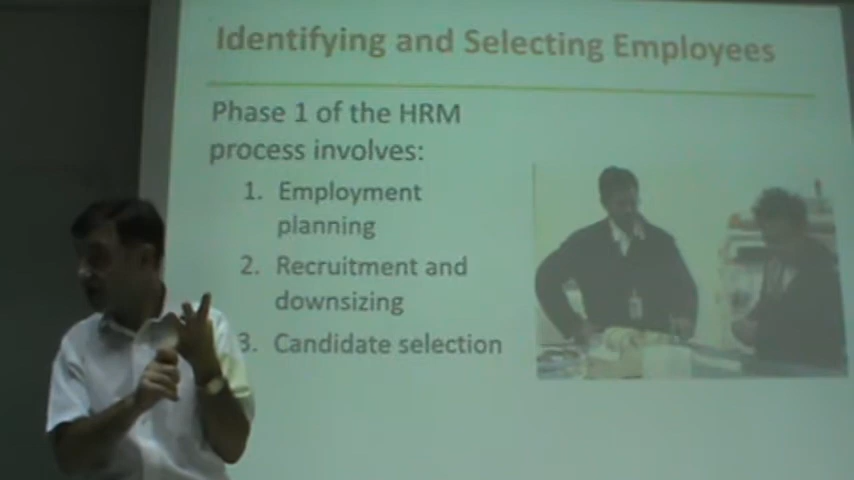 Identifying and Selecting Employees
Phase 1 of the HRM
process involves:
1. Employment
planning
2. Recruitment and
downsizing
3. Candidate selection